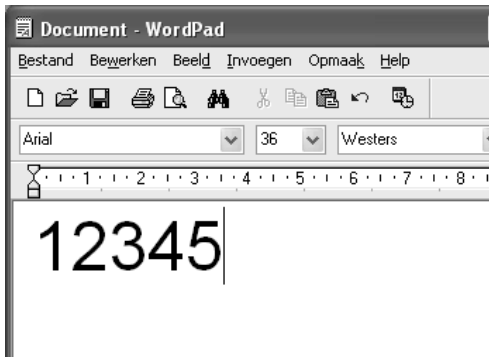 Document - WordPad
Bestand Bewerken Beeld Invoegen Opmaak Help
Arial 36 Westers
1 2 3 4 5 6 7 8
12345